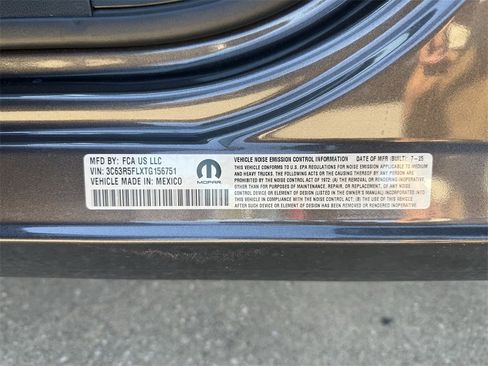 MFD BY: FCA US LLC
VIN: 3C63R5FLXTG156751
VEHICLE MADE IN: MEXICO
MOPAR
VEHICLE NOISE EMISSION CONTROL INFORMATION DATE OF MFR (BUILT) 7-25
THIS VEHICLE CONFORMS TO U.S. EPA REGULATIONS FOR NOISE EMISSION APPLICABLE TO MEDIUM
AND HEAVY TRUCKS THE FOLLOWING ACTS OR THE CAUSING THEREOF BY ANY PERSON ARE
PROHIBITED BY THE NOISE CONTROL ACT OF 1972: (A) THE REMOVAL OR RENDERING INOPERATIVE,
OTHER THAN FOR PURPOSES OF MAINTENANCE, REPAIR, OR REPLACEMENT, OF ANY NOISE CONTROL
DEVICE OR ELEMENT OF DESIGN (LISTED IN THE OWNER'S MANUAL) INCORPORATED INTO THIS
VEHICLE IN COMPLIANCE WITH THE NOISE CONTROL ACT: (B) THE USE OF THIS VEHICLE AFTER SUCH
DEVICE OR ELEMENT OF DESIGN HAS BEEN REMOVED OR RENDERED INOPERATIVE.